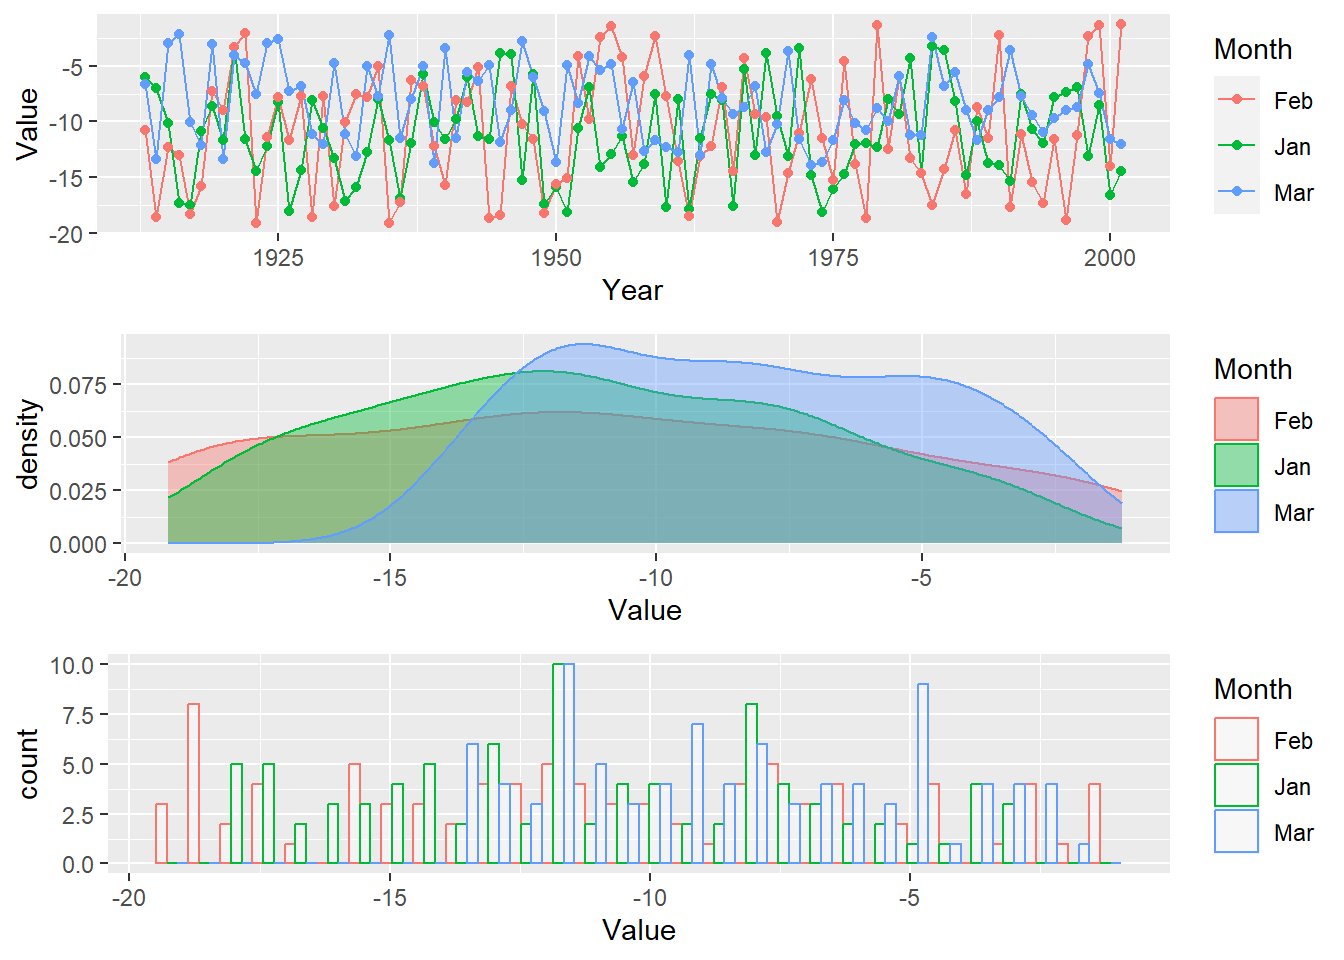 Value
-5
-10
-15
-20
1925 1950 1975 2000
Year
Month
Feb
Jan
Mar
density
0.075
0.050
0.025
0.000
-20 -15 -10 -5
Value
Month
Feb
Jan
Mar
count
10.0
7.5
5.0
2.5
0.0
-20 -15 -10 -5
Value
Month
Feb
Jan
Mar